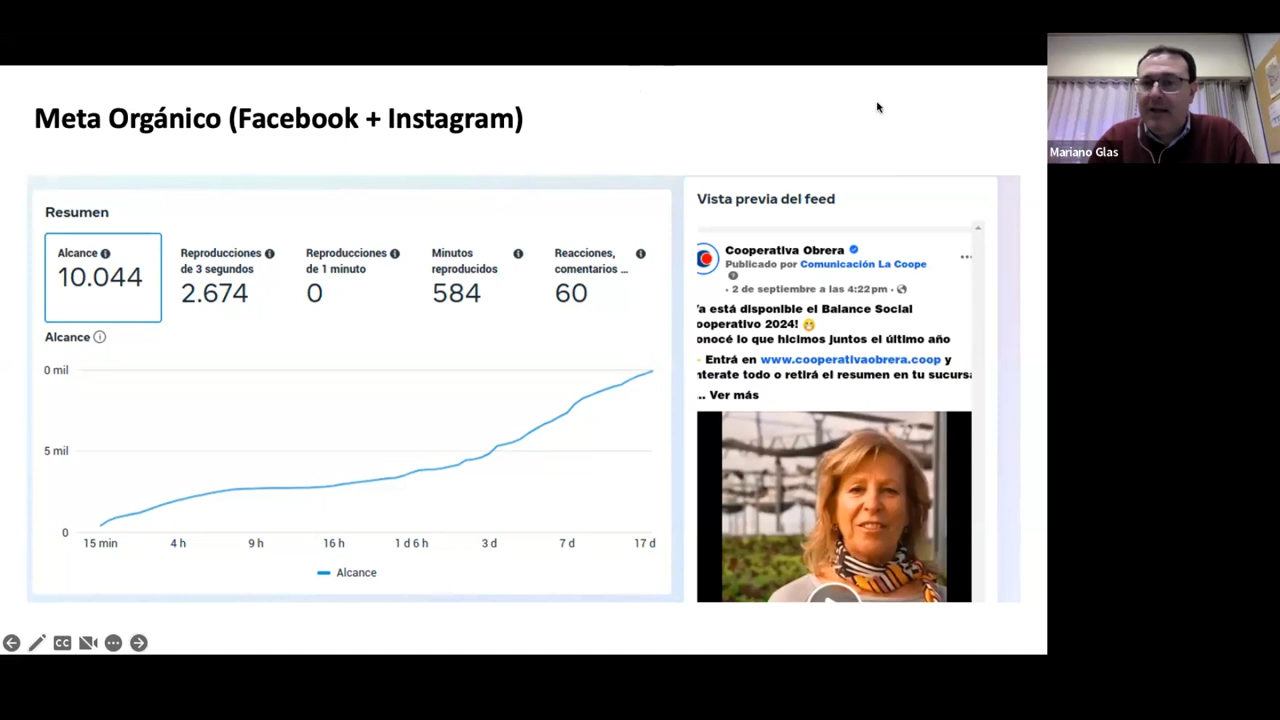 Meta Orgánico (Facebook + Instagram)
Mariano Glas
Resumen
Alcance
10.044
Reproducciones
de 3 segundos
2.674
Reproducciones
de 1 minuto
0
Minutos
reproducidos
584
Reacciones,
comentarios ...
60
Alcance
0 mil
5 mil
0
15 min 4 h 9 h 16 h 1 d 6 h 3 d 7 d 17 d
Alcance
Vista previa del feed
Cooperativa Obrera
Publicado por Comunicación La Coope
· 2 de septiembre a las 4:22pm ·
Ya está disponible el Balance Social
ooperativo 2024!
onocé lo que hicimos juntos el último año
Entrá en www.cooperativaobrera.coop y
nterate todo o retirá el resumen en tu sucursa
... Ver más
CC